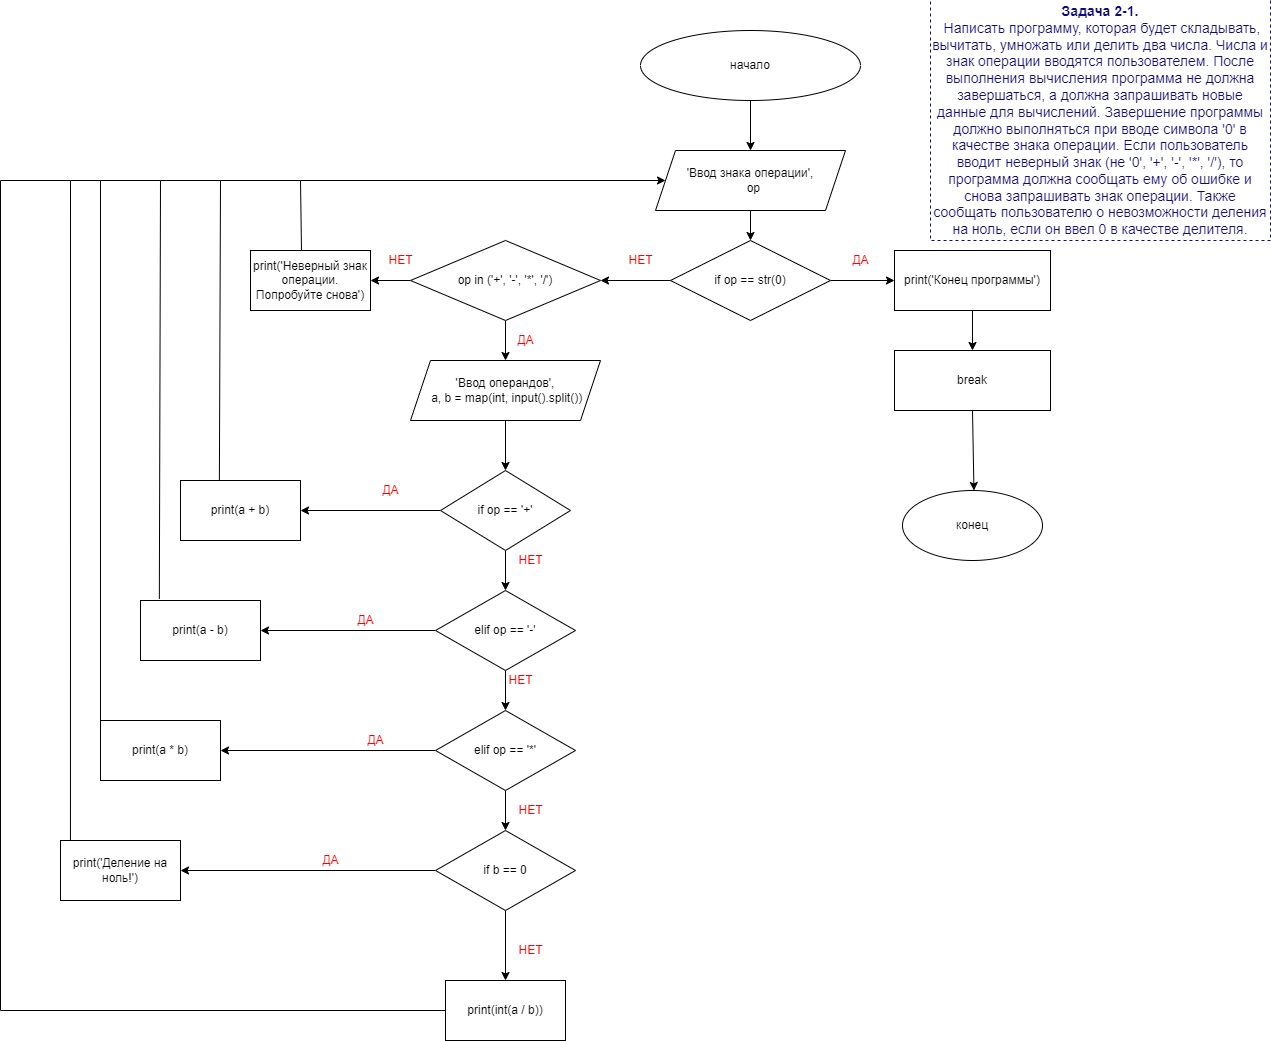 Задача 2-1.
Написать программу, которая будет складывать,
вычитать, умножать или делить два числа. Числа и
знак операции вводятся пользователем. После
выполнения вычисления программа не должна
завершаться, а должна запрашивать новые
данные для вычислений. Завершение программы
должно выполняться при вводе символа '0' в
качестве знака операции. Если пользователь
вводит неверный знак (не '0', '+', '-', '*', '/'), то
программа должна сообщать ему об ошибке и
снова запрашивать знак операции. Также
сообщать пользователю о невозможности деления
на ноль, если он ввел 0 в качестве делителя.
начало
'Ввод знака операции',
op
if op == str(0)
ДА
print('Конец программы')
break
конец
НЕТ
op in ('+', '-', '*', '/')
НЕТ
print('Неверный знак
операции.
Попробуйте снова')
ДА
'Ввод операндов',
a, b = map(int, input().split())
if op == '+'
ДА
print(a + b)
НЕТ
elif op == '-'
ДА
print(a - b)
НЕТ
elif op == '*'
ДА
print(a * b)
НЕТ
if b == 0
ДА
print('Деление на
ноль!')
НЕТ
print(int(a / b))